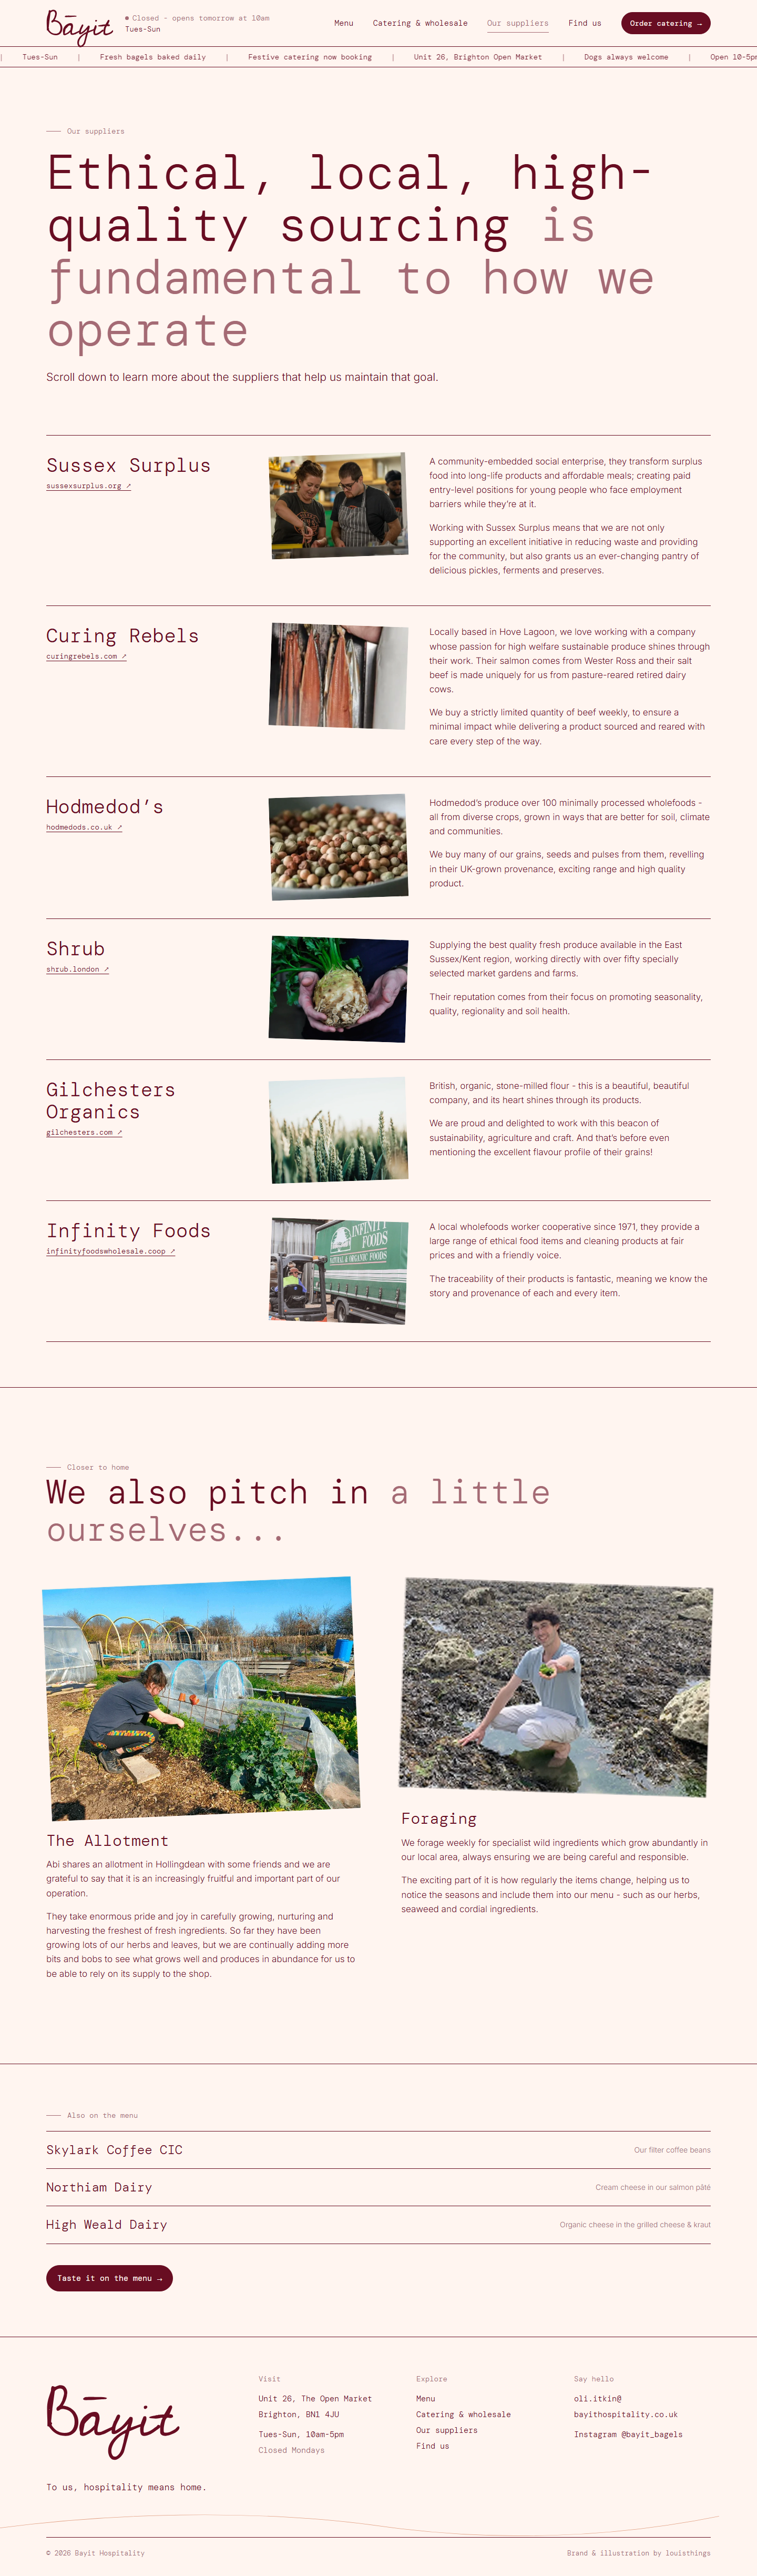 Bāyit
Closed - opens tomorrow at 10am
Tues-Sun
Menu
Catering & wholesale
Our suppliers
Find us
Order catering →
| Tues-Sun | Fresh bagels baked daily | Festive catering now booking | Unit 26, Brighton Open Market | Dogs always welcome | Open 10-5pm
Our suppliers
Ethical, local, high-
quality sourcing is
fundamental to how we
operate
Scroll down to learn more about the suppliers that help us maintain that goal.
Sussex Surplus
sussexsurplus.org ↗
A community-embedded social enterprise, they transform surplus
food into long-life products and affordable meals; creating paid
entry-level positions for young people who face employment
barriers while they're at it.
Working with Sussex Surplus means that we are not only
supporting an excellent initiative in reducing waste and providing
for the community, but also grants us an ever-changing pantry of
delicious pickles, ferments and preserves.
Curing Rebels
curingrebels.com ↗
Locally based in Hove Lagoon, we love working with a company
whose passion for high welfare sustainable produce shines through
their work. Their salmon comes from Wester Ross and their salt
beef is made uniquely for us from pasture-reared retired dairy
cows.
We buy a strictly limited quantity of beef weekly, to ensure a
minimal impact while delivering a product sourced and reared with
care every step of the way.
Hodmedod's
hodmedods.co.uk ↗
Hodmedod's produce over 100 minimally processed wholefoods -
all from diverse crops, grown in ways that are better for soil, climate
and communities.
We buy many of our grains, seeds and pulses from them, revelling
in their UK-grown provenance, exciting range and high quality
product.
Shrub
shrub.london ↗
Supplying the best quality fresh produce available in the East
Sussex/Kent region, working directly with over fifty specially
selected market gardens and farms.
Their reputation comes from their focus on promoting seasonality,
quality, regionality and soil health.
Gilchesters
Organics
gilchesters.com ↗
British, organic, stone-milled flour - this is a beautiful, beautiful
company, and its heart shines through its products.
We are proud and delighted to work with this beacon of
sustainability, agriculture and craft. And that's before even
mentioning the excellent flavour profile of their grains!
Infinity Foods
infinityfoodswholesale.coop ↗
INFINITY
FOODS
NATURAL & ORGANIC FOODS
A local wholefoods worker cooperative since 1971, they provide a
large range of ethical food items and cleaning products at fair
prices and with a friendly voice.
The traceability of their products is fantastic, meaning we know the
story and provenance of each and every item.
Closer to home
We also pitch in a little
ourselves...
The Allotment
Abi shares an allotment in Hollingdean with some friends and we are
grateful to say that it is an increasingly fruitful and important part of our
operation.
They take enormous pride and joy in carefully growing, nurturing and
harvesting the freshest of fresh ingredients. So far they have been
growing lots of our herbs and leaves, but we are continually adding more
bits and bobs to see what grows well and produces in abundance for us to
be able to rely on its supply to the shop.
Foraging
We forage weekly for specialist wild ingredients which grow abundantly in
our local area, always ensuring we are being careful and responsible.
The exciting part of it is how regularly the items change, helping us to
notice the seasons and include them into our menu - such as our herbs,
seaweed and cordial ingredients.
Also on the menu
Skylark Coffee CIC
Our filter coffee beans
Northiam Dairy
Cream cheese in our salmon pâté
High Weald Dairy
Organic cheese in the grilled cheese & kraut
Taste it on the menu →
Bāyit
To us, hospitality means home.
Visit
Unit 26, The Open Market
Brighton, BN1 4JU
Tues-Sun, 10am-5pm
Closed Mondays
Explore
Menu
Catering & wholesale
Our suppliers
Find us
Say hello
oli.itkin@
bayithospitality.co.uk
Instagram @bayit_bagels
© 2026 Bayit Hospitality
Brand & illustration by louisthings